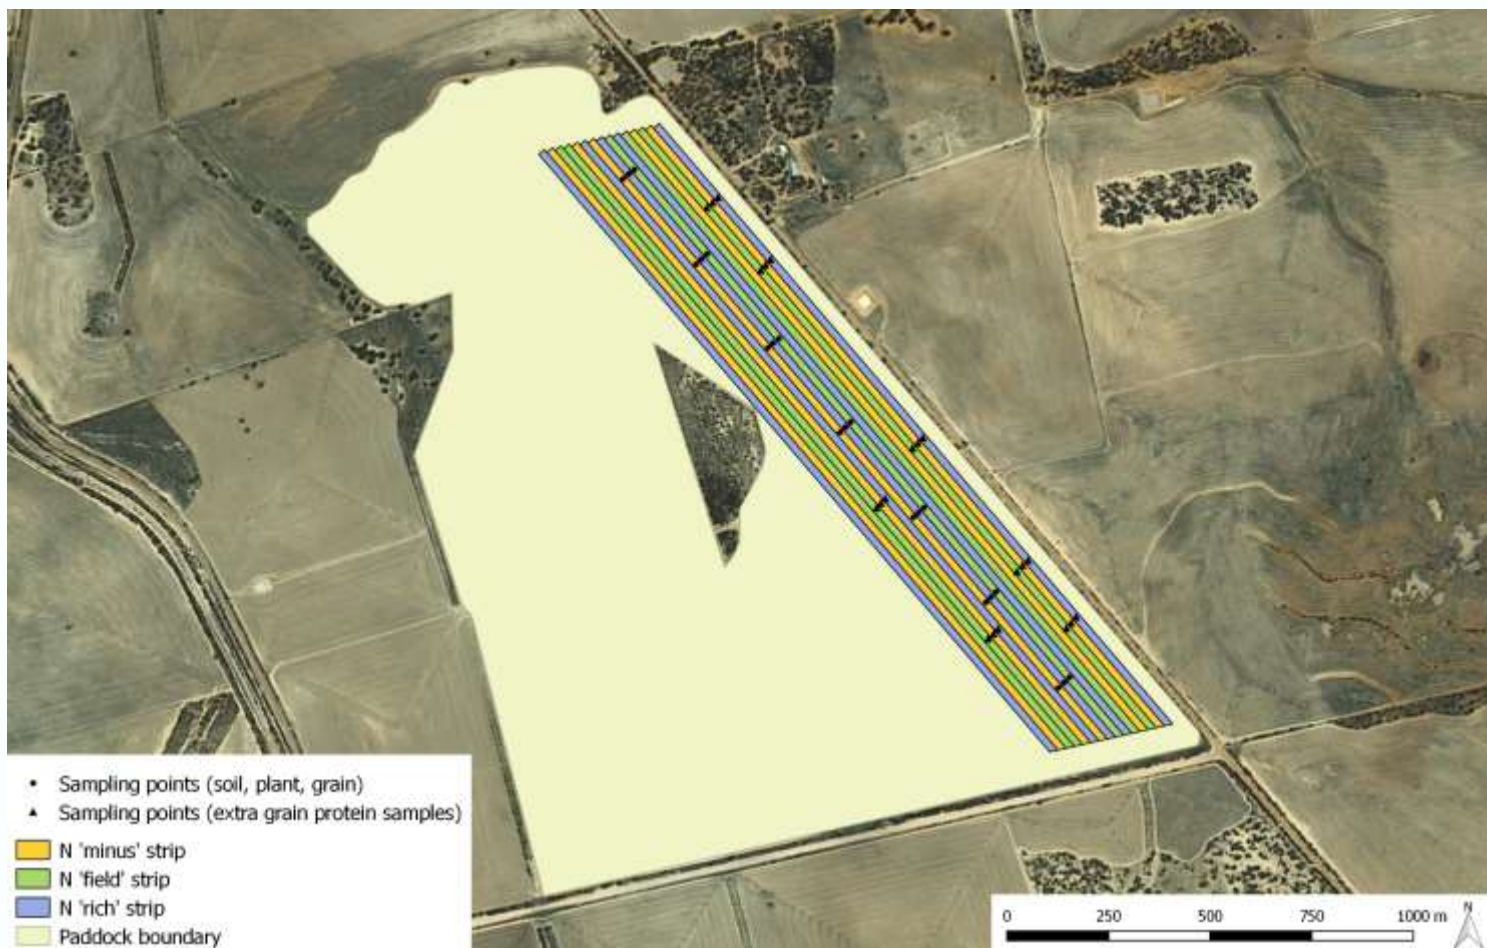 Sampling points (soil, plant, grain)
Sampling points (extra grain protein samples)
N 'minus' strip
N 'field' strip
N 'rich' strip
Paddock boundary
0 250 500 750 1000 m
N